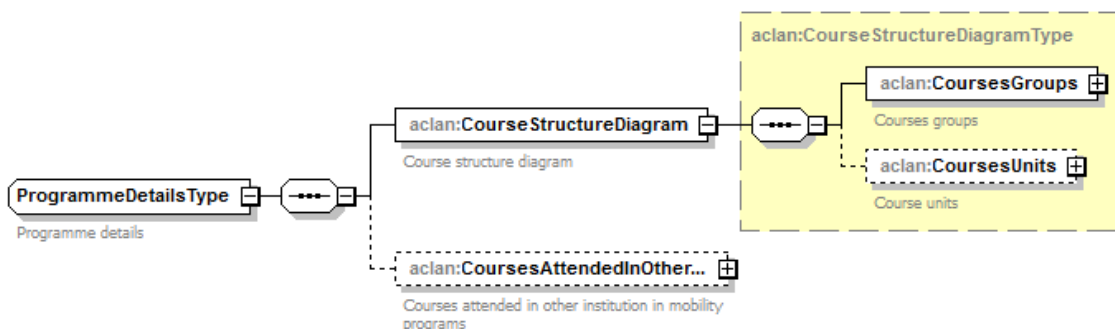 aclan:CourseStructureDiagramType
aclan:CoursesGroups
Courses groups
aclan:CourseStructureDiagram
Course structure diagram
aclan:CoursesUnits
Course units
ProgrammeDetailsType
Programme details
aclan:CoursesAttendedInOther...
Courses attended in other institution in mobility
programs